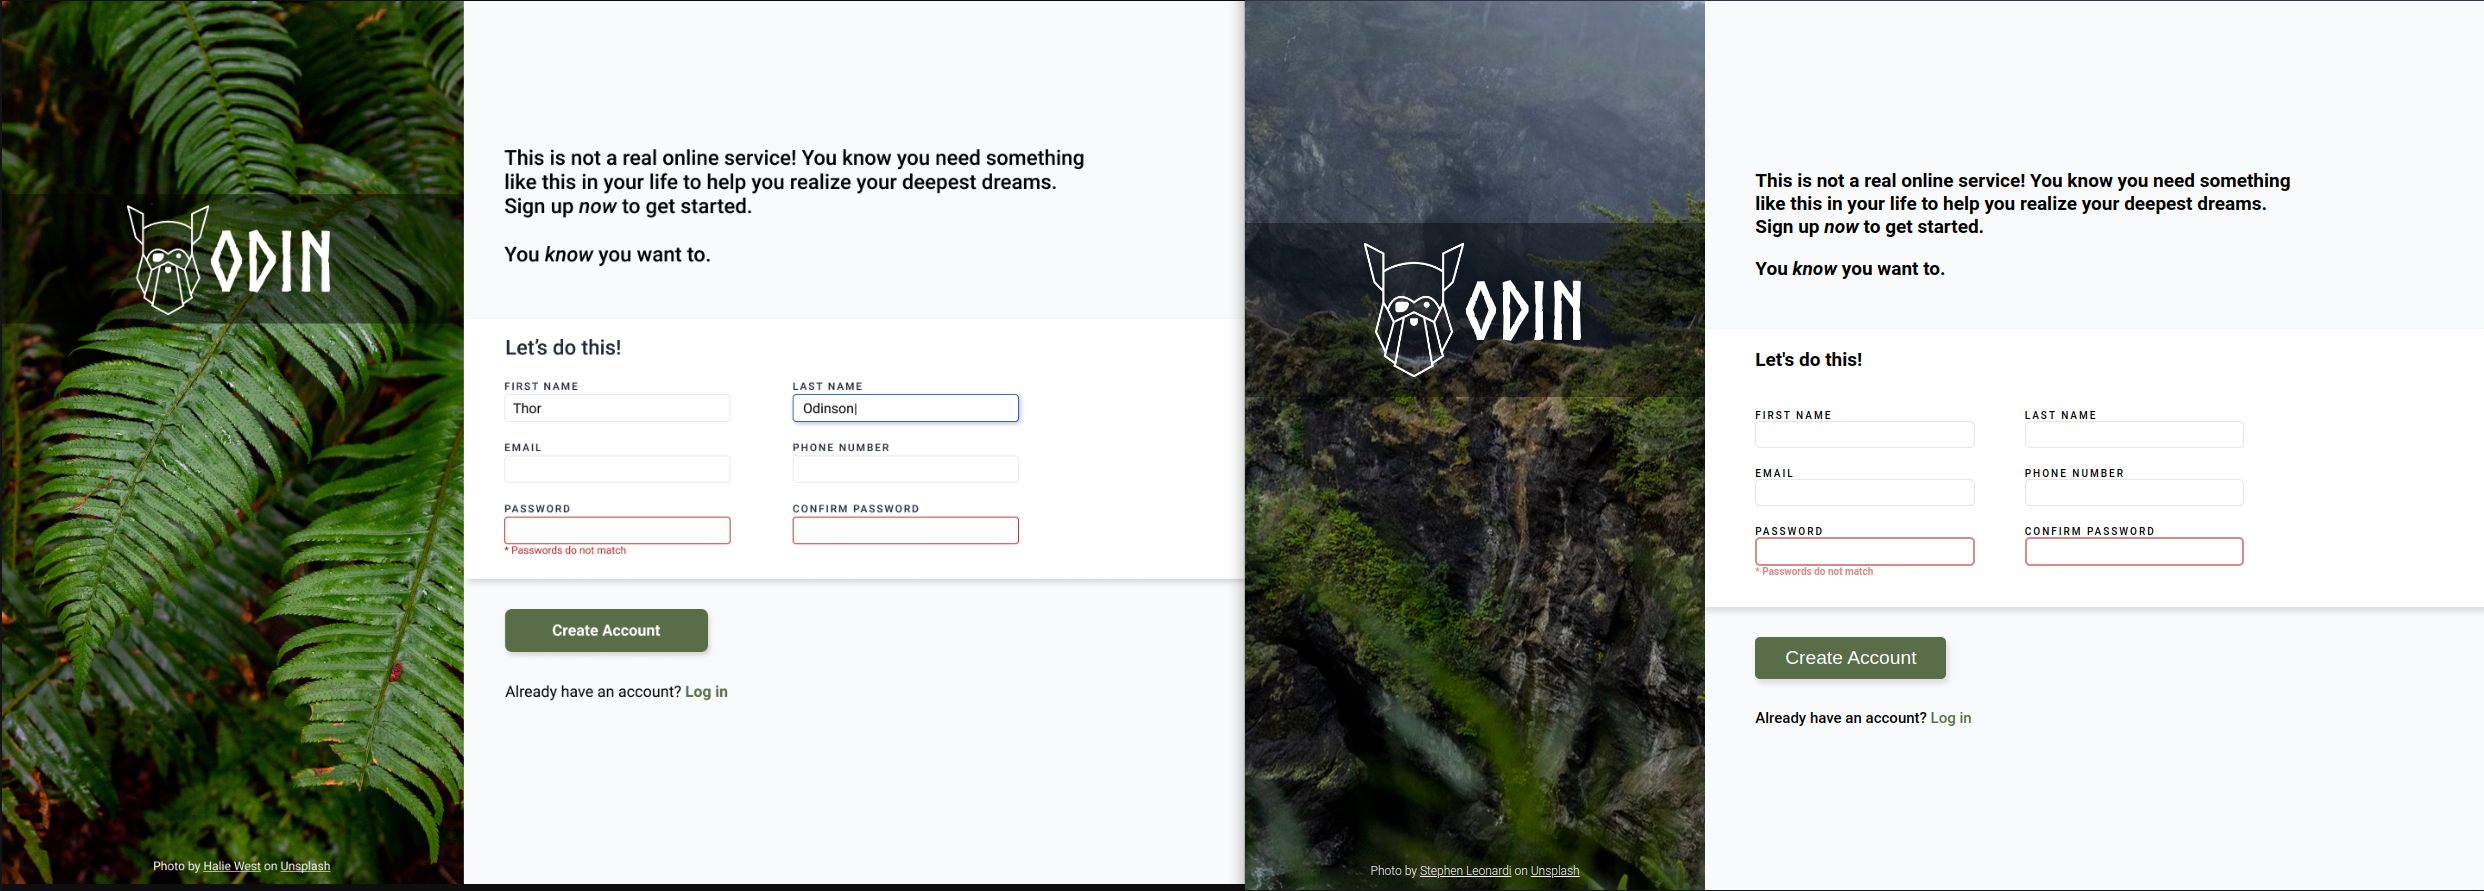 ODIN
Photo by Halie West on Unsplash
This is not a real online service! You know you need something
like this in your life to help you realize your deepest dreams.
Sign up now to get started.
You know you want to.
Let’s do this!
FIRST NAME
LAST NAME
Thor
Odinson
EMAIL
PHONE NUMBER
PASSWORD
CONFIRM PASSWORD
* Passwords do not match
Create Account
Already have an account? Log in
ODIN
Photo by Stephen Leonardi on Unsplash
This is not a real online service! You know you need something
like this in your life to help you realize your deepest dreams.
Sign up now to get started.
You know you want to.
Let's do this!
FIRST NAME
LAST NAME
EMAIL
PHONE NUMBER
PASSWORD
CONFIRM PASSWORD
* Passwords do not match
Create Account
Already have an account? Log in